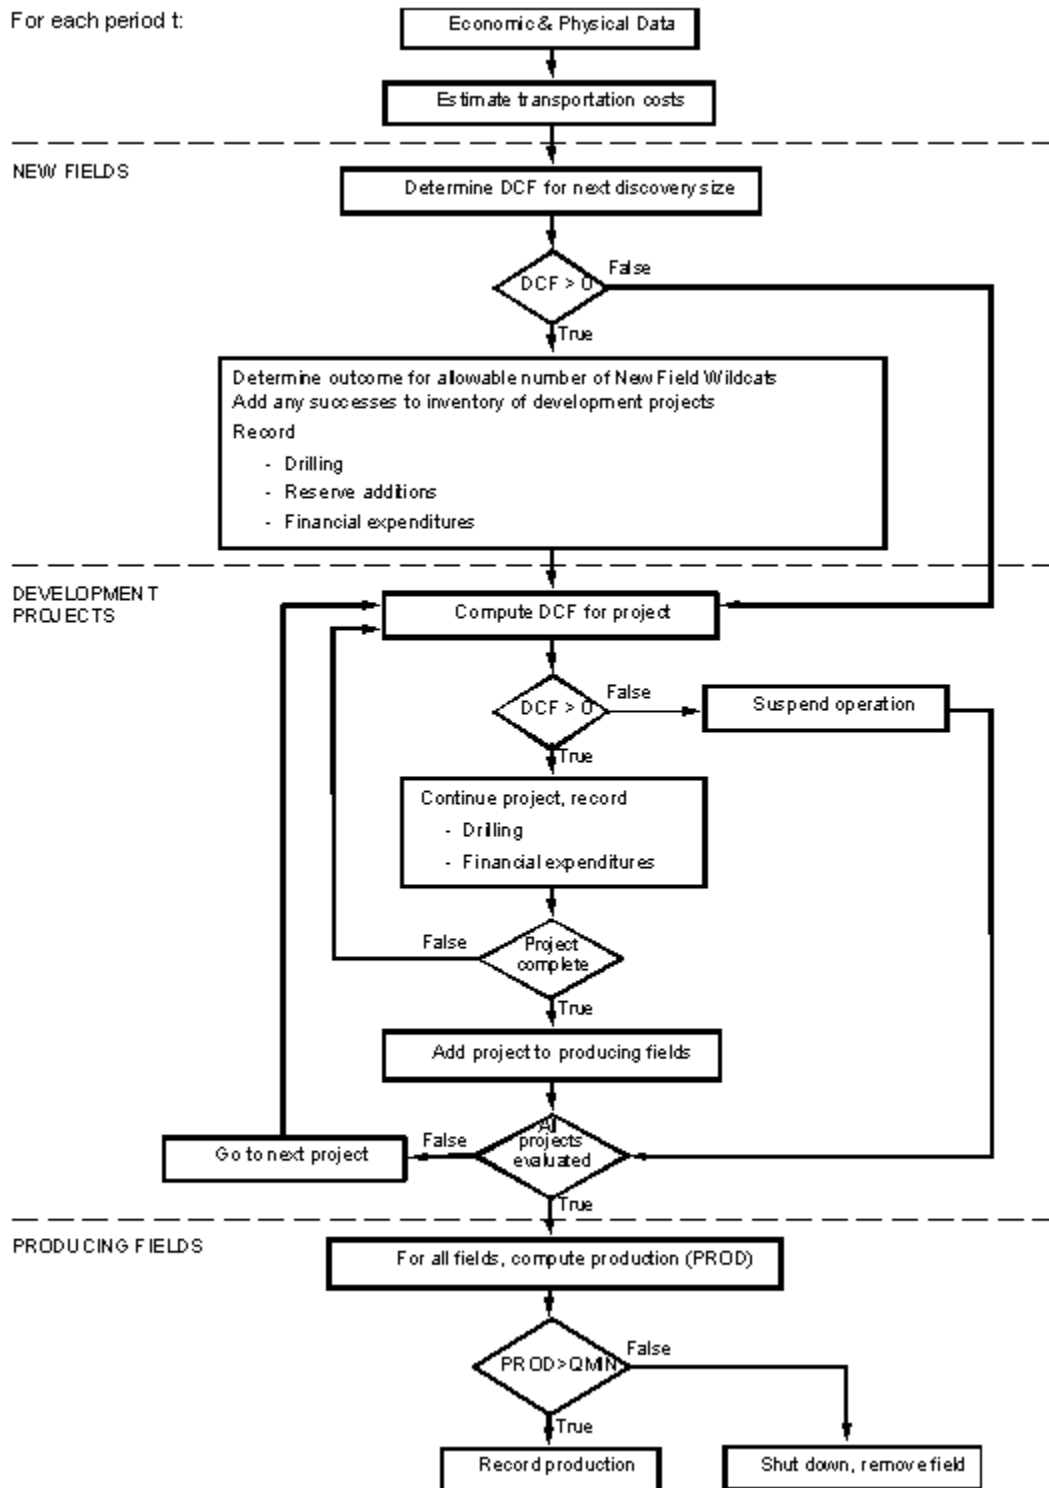 For each period t:
Economic & Physical Data
Estimate transportation costs
NEW FIELDS
Determine DCF for next discovery size
DCF > 0
False
True
Determine outcome for allowable number of New Field Wildcats
Add any successes to inventory of development projects
Record
- Drilling
- Reserve additions
- Financial expenditures
DEVELOPMENT
PROJECTS
Compute DCF for project
DCF > 0
False
Suspend operation
True
Continue project, record
- Drilling
- Financial expenditures
False
Project
complete
True
Add project to producing fields
Go to next project
False
All
projects
evaluated
True
PRODUCING FIELDS
For all fields, compute production (PROD)
PROD>QMIN
False
True
Record production
Shut down, remove field